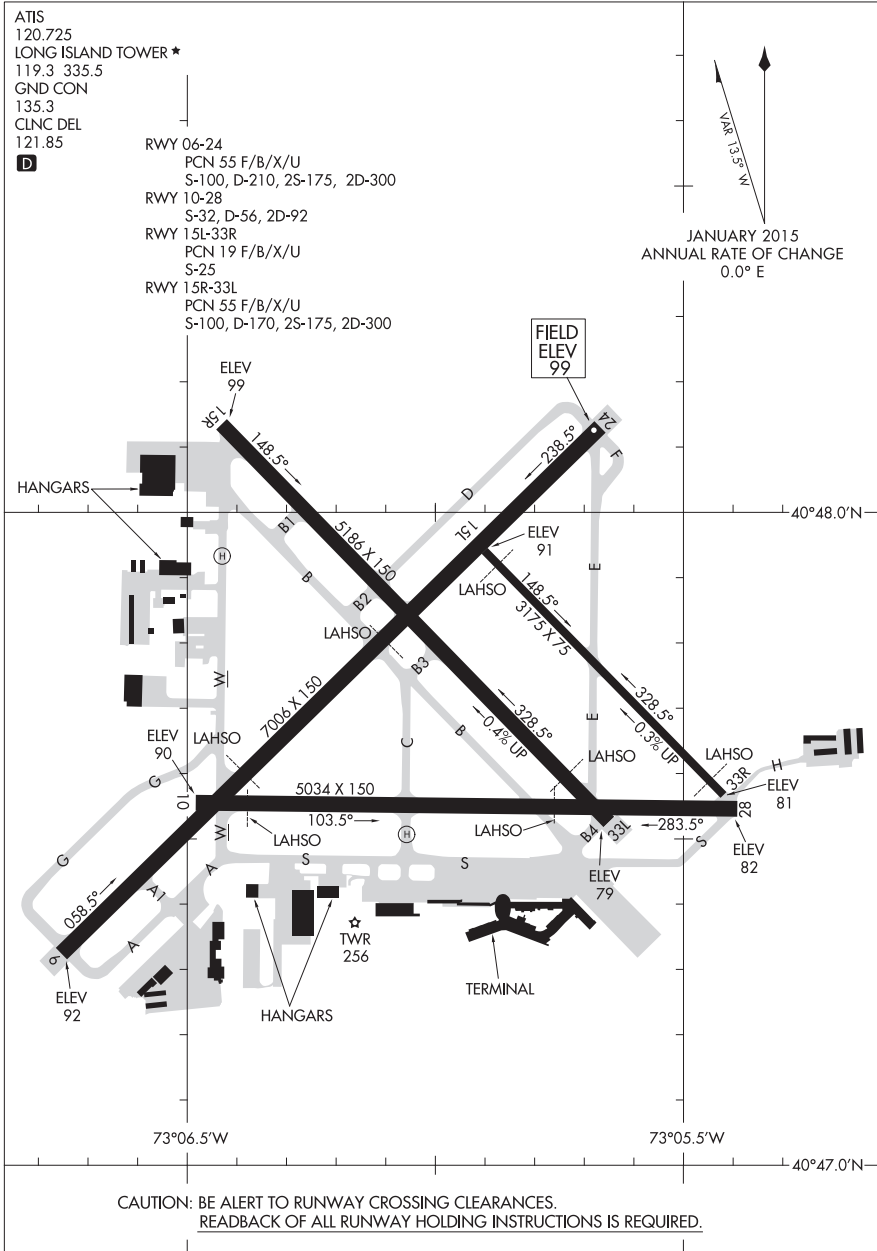 ATIS
120.725
LONG ISLAND TOWER ★
119.3 335.5
GND CON
135.3
CLNC DEL
121.85
D
RWY 06-24
PCN 55 F/B/X/U
S-100, D-210, 2S-175, 2D-300
RWY 10-28
S-32, D-56, 2D-92
RWY 15L-33R
PCN 19 F/B/X/U
S-25
RWY 15R-33L
PCN 55 F/B/X/U
S-100, D-170, 2S-175, 2D-300
VAR 13.5° W
JANUARY 2015
ANNUAL RATE OF CHANGE
0.0° E
FIELD
ELEV
99
ELEV
99
15R
24
148.5°
238.5°
F
D
HANGARS
40°48.0'N
B1
5186 X 150
15L
ELEV
91
H
B
E
LAHSO
148.5°
3175 X 75
B2
LAHSO
B3
W
7006 X 150
328.5°
0.4% UP
E
328.5°
0.3% UP
C
B
ELEV
90
LAHSO
LAHSO
LAHSO
H
G
33R
ELEV
81
10
5034 X 150
103.5°
28
W
LAHSO
H
LAHSO
B4
33L
283.5°
S
ELEV
82
G
A
S
S
ELEV
79
058.5°
A1
A
6
ELEV
92
TWR
256
TERMINAL
HANGARS
73°06.5'W
73°05.5'W
40°47.0'N
CAUTION: BE ALERT TO RUNWAY CROSSING CLEARANCES.
READBACK OF ALL RUNWAY HOLDING INSTRUCTIONS IS REQUIRED.